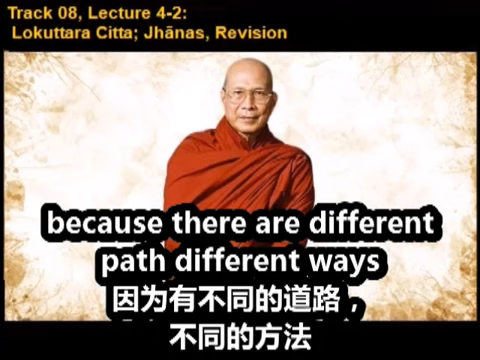 Track 08, Lecture 4-2:
Lokuttara Citta; Jhānas, Revision
because there are different
path different ways
因为有不同的道路，
不同的方法